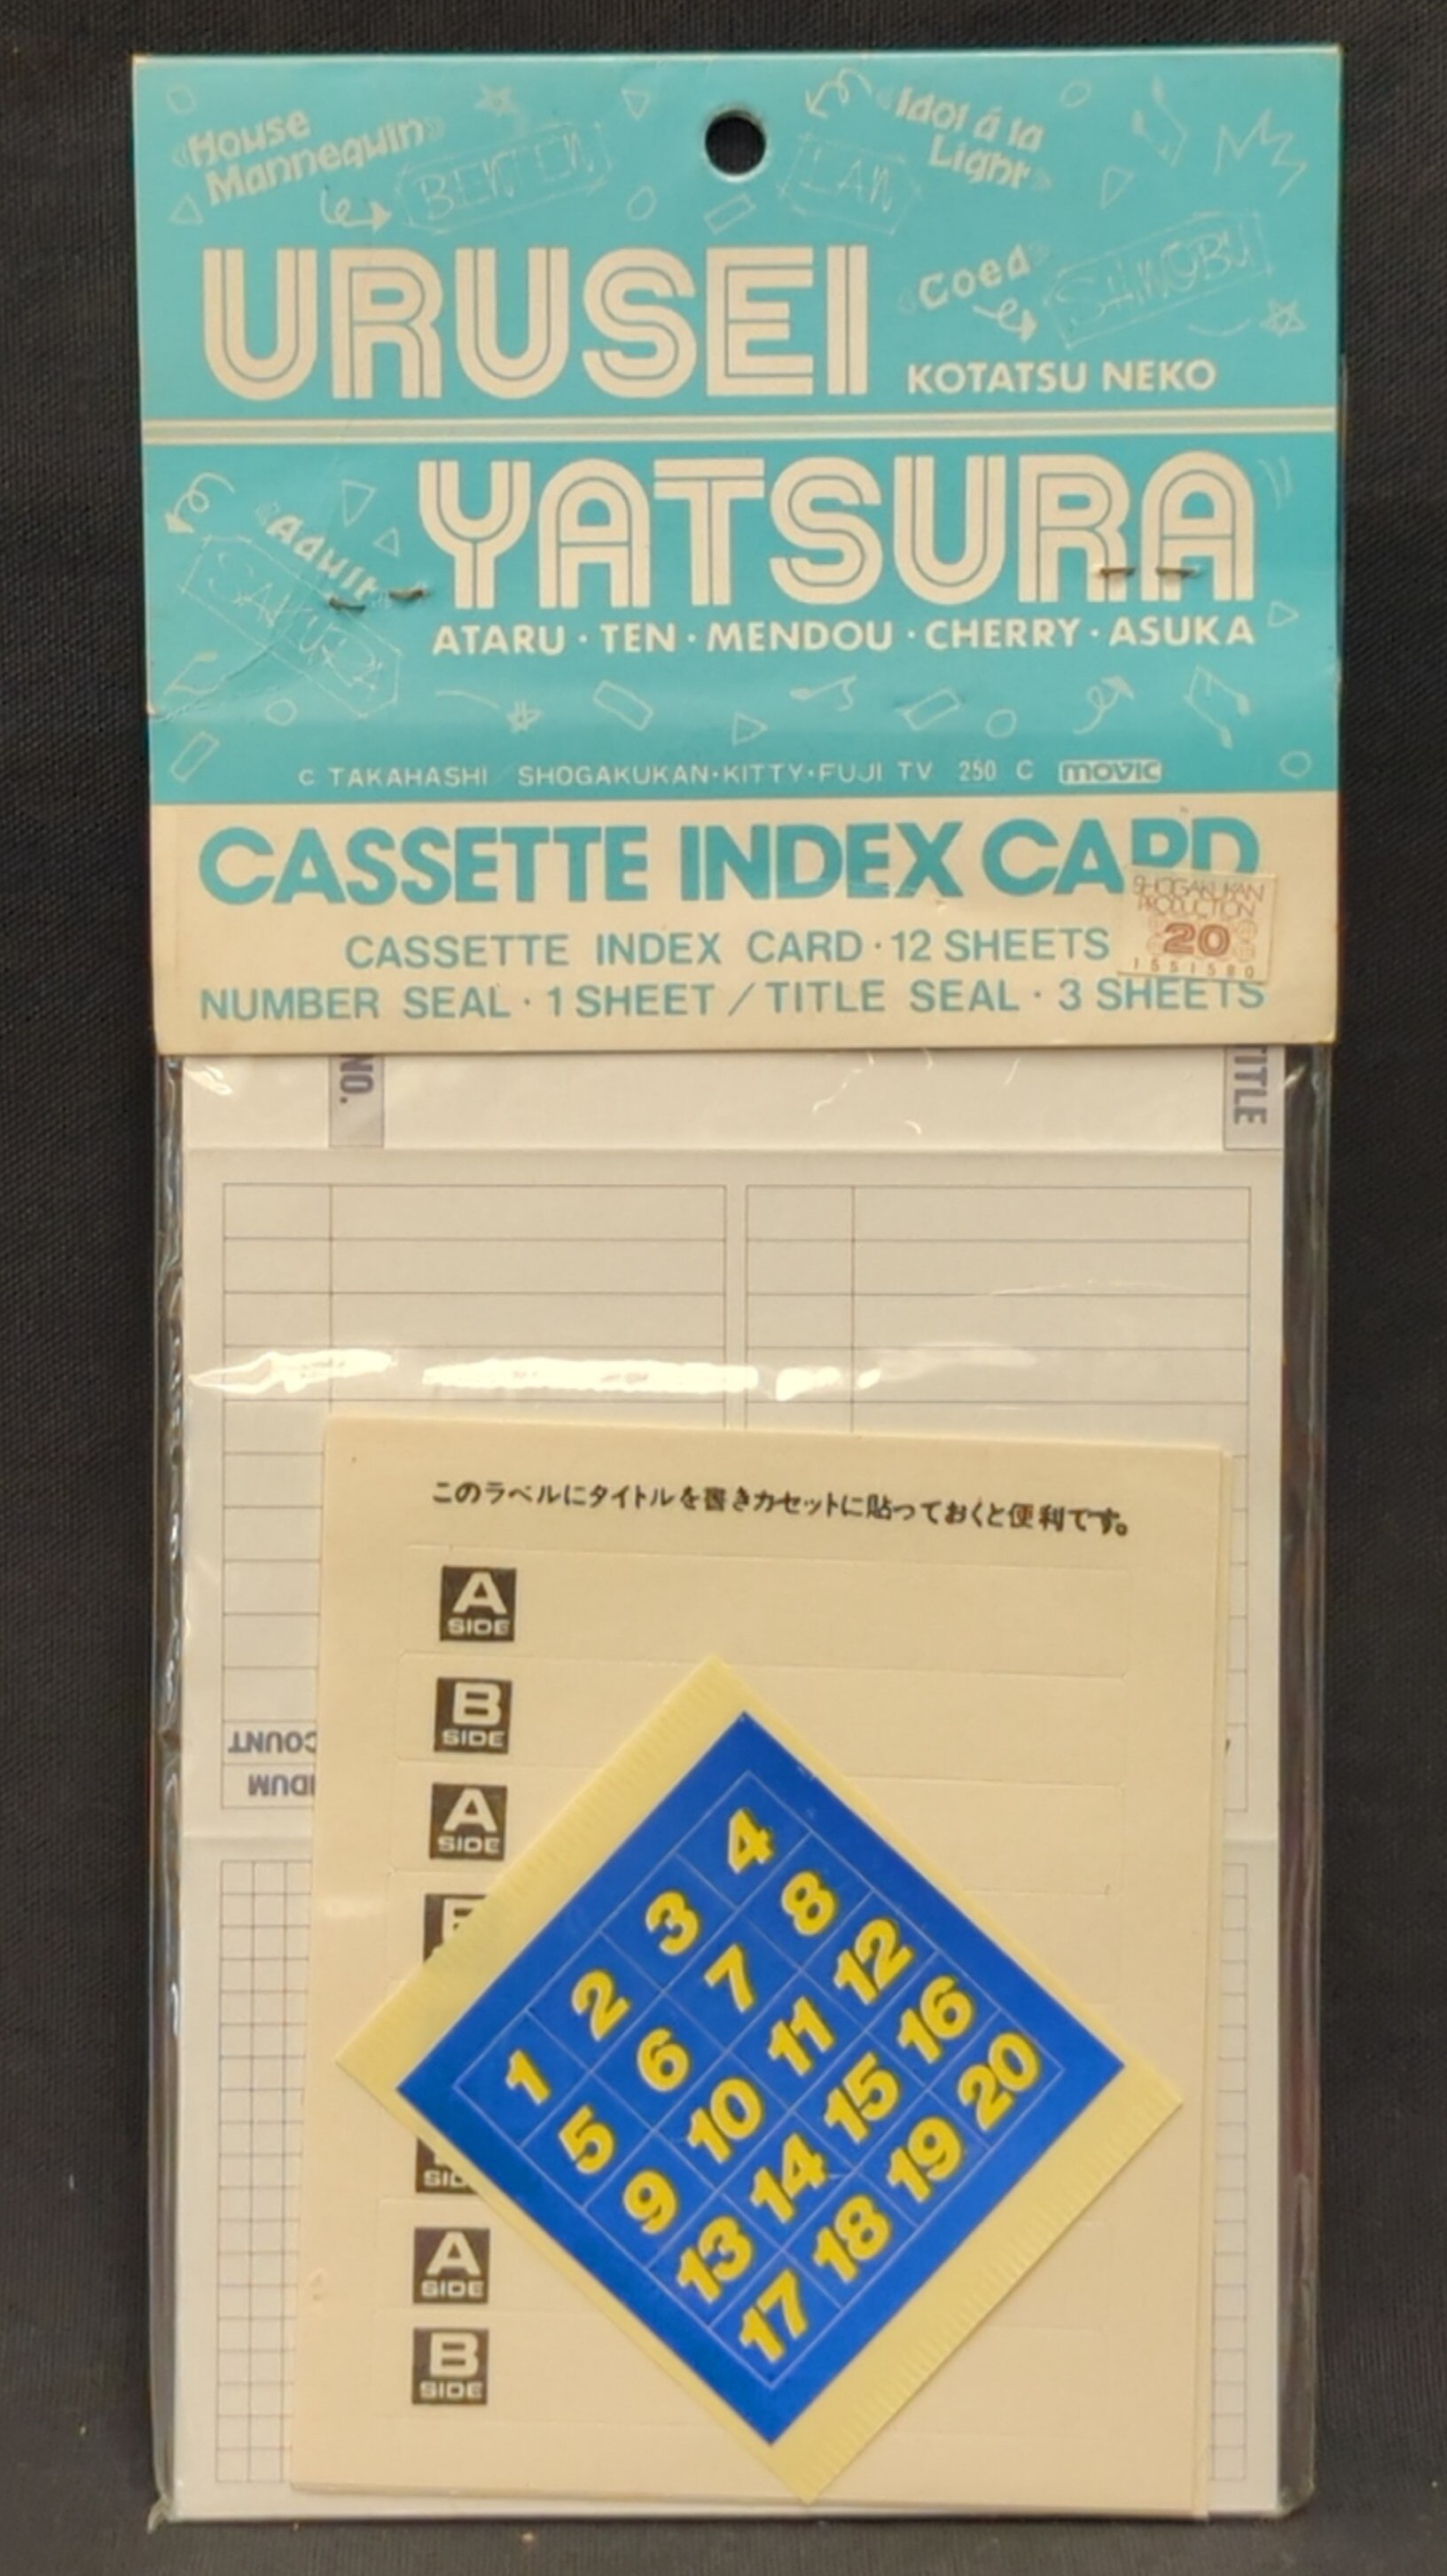 «House
Mannequin»
BENTEN
«Idol á la
Light»
LAN
URUSEI
«Coed»
SHINOBU
KOTATSU NEKO
YATSURA
«Adult»
SAKURA
ATARU · TEN · MENDOU · CHERRY · ASUKA
C TAKAHASHI SHOGAKUKAN·KITTY·FUJI TV 250 C movic
CASSETTE INDEX CARD
SHOGAKUKAN
PRODUCTION
20
1551580
CASSETTE INDEX CARD · 12 SHEETS
NUMBER SEAL · 1 SHEET / TITLE SEAL · 3 SHEETS
NO.
TITLE
このラベルにタイトルを書きカセットに貼っておくと便利です。
A
SIDE
B
SIDE
A
SIDE
COUNT
A
SIDE
B
SIDE
1 2 3 4
5 6 7 8
9 10 11 12
13 14 15 16
17 18 19 20